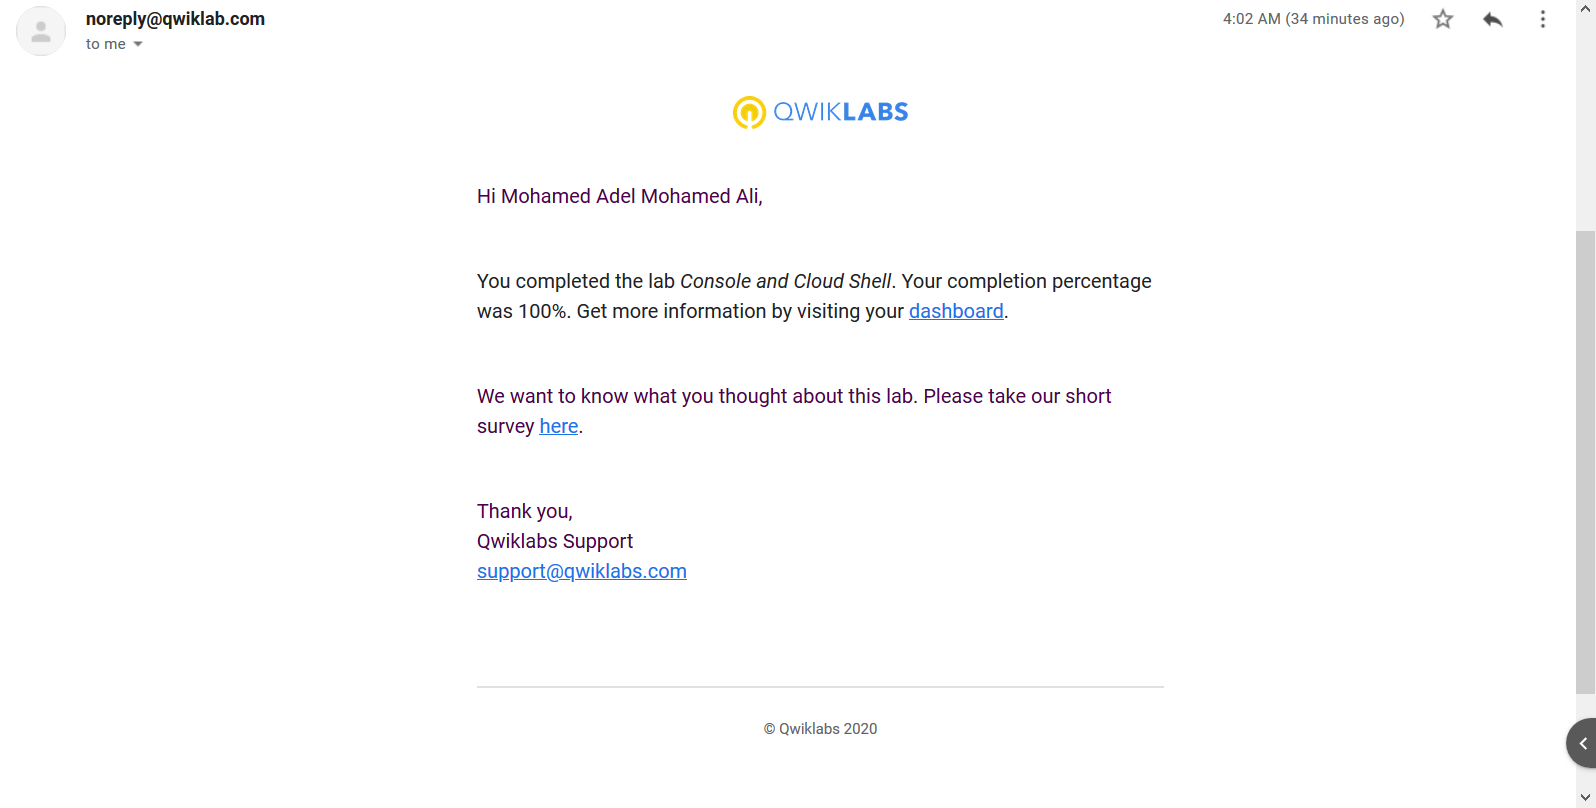 noreply@qwiklab.com
4:02 AM (34 minutes ago)
to me
QWIKLABS
Hi Mohamed Adel Mohamed Ali,
You completed the lab Console and Cloud Shell. Your completion percentage
was 100%. Get more information by visiting your dashboard.
We want to know what you thought about this lab. Please take our short
survey here.
Thank you,
Qwiklabs Support
support@qwiklabs.com
© Qwiklabs 2020